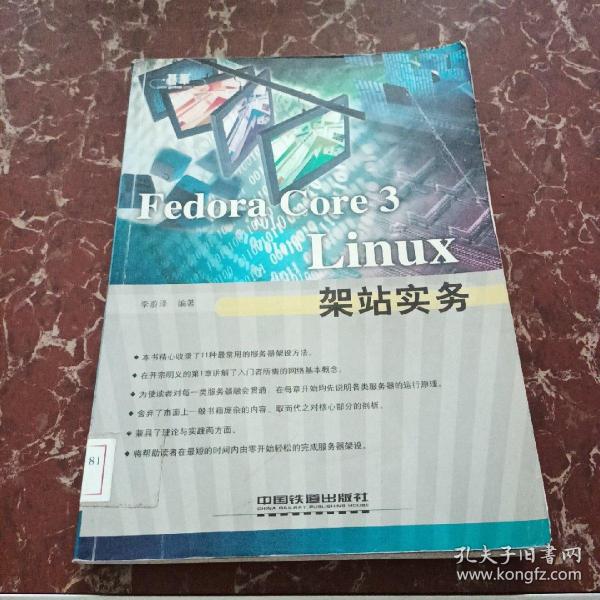 Fedora Core 3
Linux
架站实务
李蔚泽 编著
本书精心收录了11种最常用的服务器架设方法。
在开宗明义的第1章讲解了入门者所需的网络基本概念。
为使读者对每一类服务器融会贯通，在每章开始均先说明各类服务器的运行原理。
舍弃了市面上一般书籍庞杂的内容，取而代之对核心部分的剖析。
兼具了理论与实践两方面。
将帮助读者在最短的时间内由零开始轻松的完成服务器架设。
81
中国铁道出版社
CHINA RAILWAY PUBLISHING HOUSE
孔夫子旧书网
www.kongfz.com